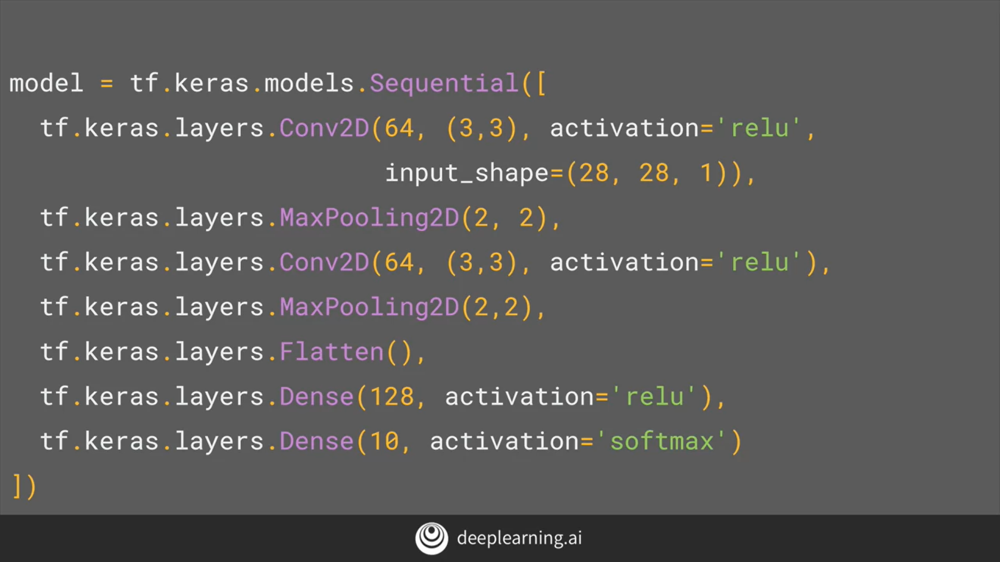 model = tf.keras.models.Sequential([
  tf.keras.layers.Conv2D(64, (3,3), activation='relu',
                         input_shape=(28, 28, 1)),
  tf.keras.layers.MaxPooling2D(2, 2),
  tf.keras.layers.Conv2D(64, (3,3), activation='relu'),
  tf.keras.layers.MaxPooling2D(2,2),
  tf.keras.layers.Flatten(),
  tf.keras.layers.Dense(128, activation='relu'),
  tf.keras.layers.Dense(10, activation='softmax')
])
deeplearning.ai